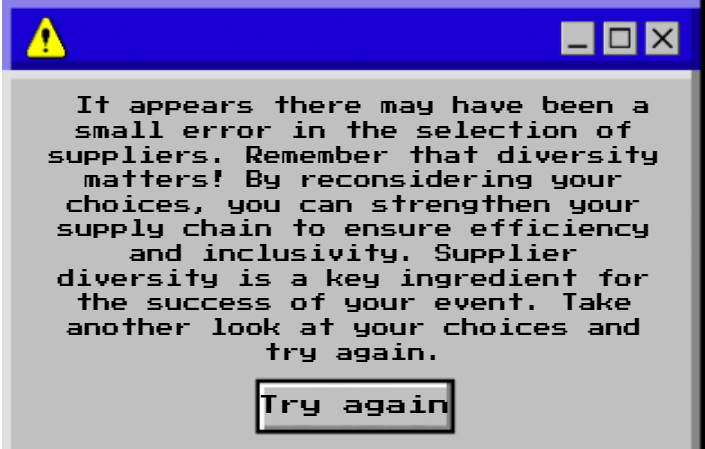 It appears there may have been a
small error in the selection of
suppliers. Remember that diversity
matters! By reconsidering your
choices, you can strengthen your
supply chain to ensure efficiency
and inclusivity. Supplier
diversity is a key ingredient for
the success of your event. Take
another look at your choices and
try again.
Try again